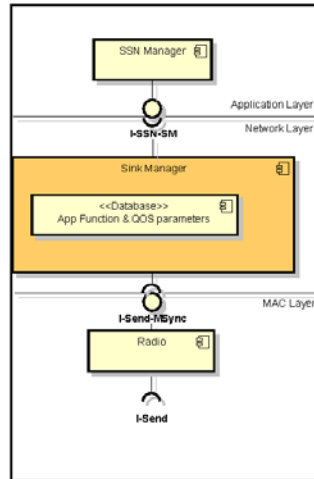 SSN Manager
Application Layer
I-SSN-SM
Network Layer
Sink Manager
<<Database>>
App Function & QOS parameters
MAC Layer
I-Send-MSync
Radio
I-Send